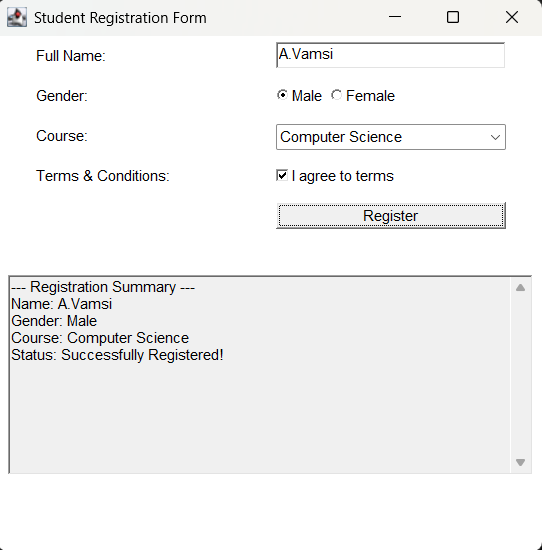 Student Registration Form
Full Name: A.Vamsi
Gender: Male Female
Course: Computer Science
Terms & Conditions: I agree to terms
Register
--- Registration Summary ---
Name: A.Vamsi
Gender: Male
Course: Computer Science
Status: Successfully Registered!